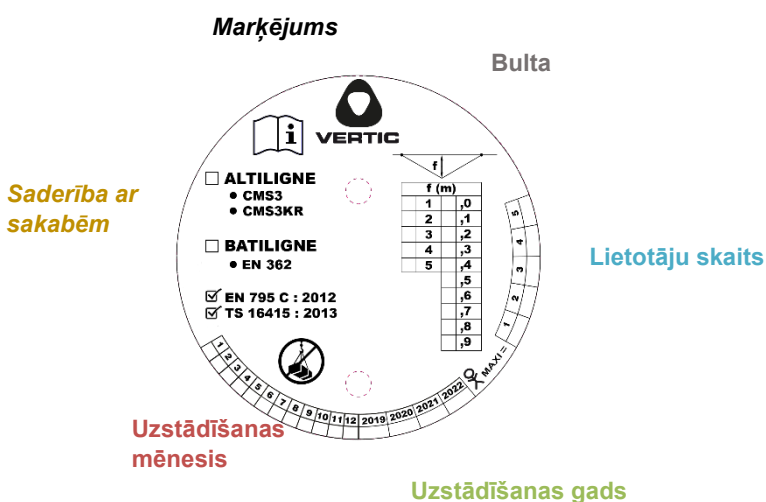 Marķējums
Bulta
i
VERTIC
f
ALTILIGNE
• CMS3
• CMS3KR
BATILIGNE
• EN 362
EN 795 C : 2012
TS 16415 : 2013
f (m)
1 ,0
2 ,1
3 ,2
4 ,3
5 ,4
,5
,6
,7
,8
,9
Saderība ar
sakabēm
Lietotāju skaits
5
4
3
2
1
MAXI =
1 2 3 4 5 6 7 8 9 10 11 12 2019 2020 2021 2022
Uzstādīšanas
mēnesis
Uzstādīšanas gads